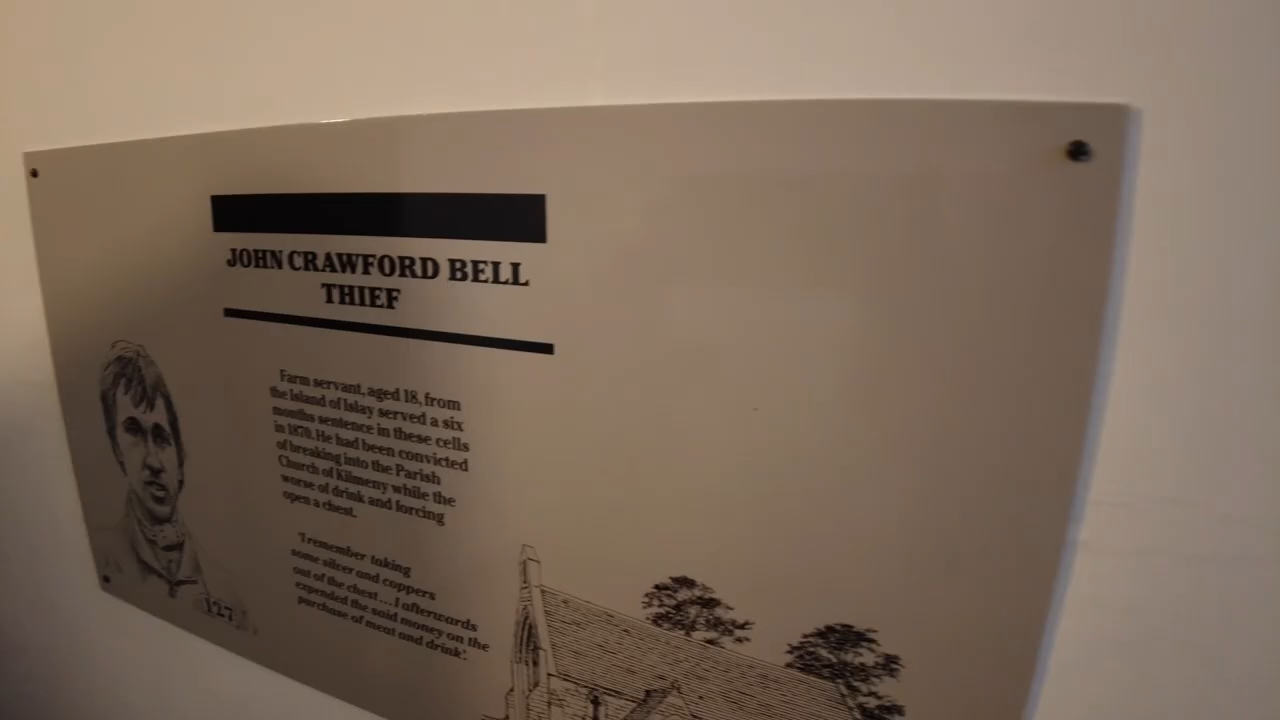 JOHN CRAWFORD BELL
THIEF
Farm servant, aged 18, from
the Island of Islay served a six
months sentence in these cells
in 1870. He had been convicted
of breaking into the Parish
Church of Kilmeny while the
worse of drink and forcing
open a chest.
'I remember taking
some silver and coppers
out of the chest... I afterwards
expended the said money on the
purchase of meat and drink'.
127